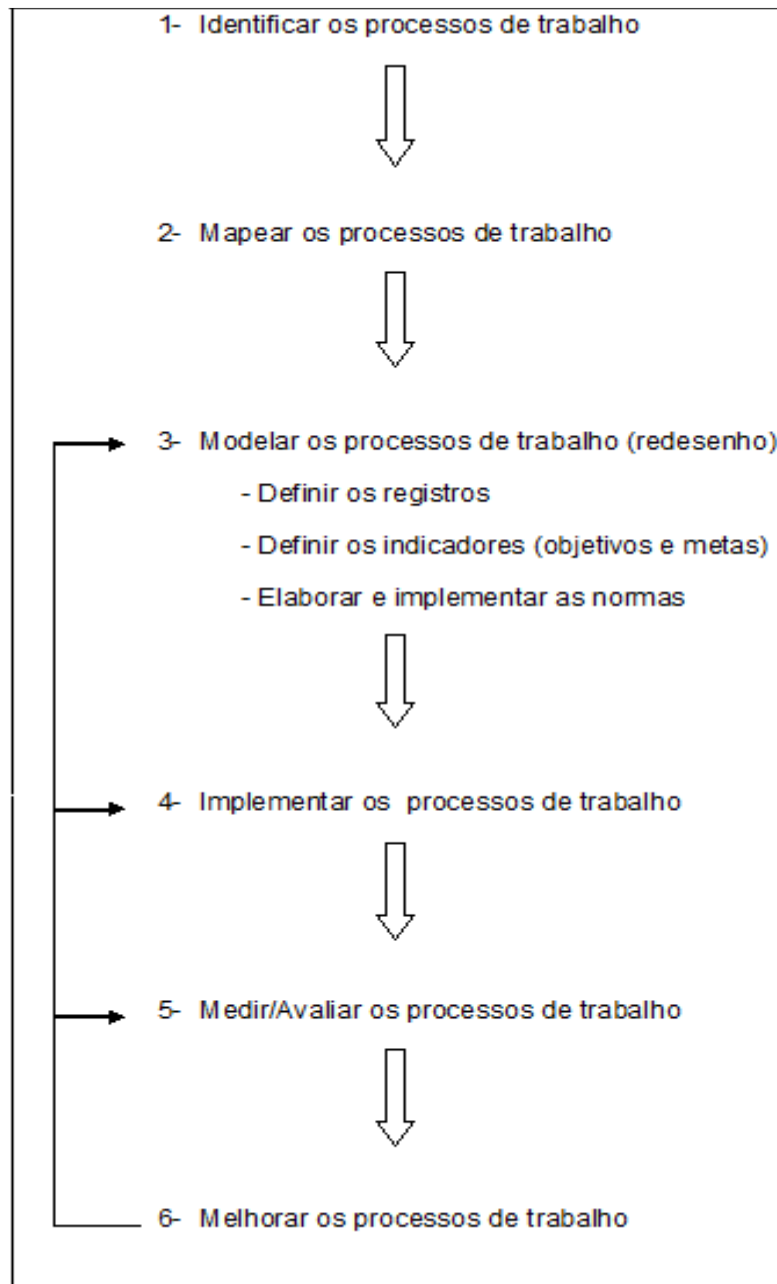 1- Identificar os processos de trabalho
2- Mapear os processos de trabalho
3- Modelar os processos de trabalho (redesenho)
- Definir os registros
- Definir os indicadores (objetivos e metas)
- Elaborar e implementar as normas
4- Implementar os processos de trabalho
5- Medir/Avaliar os processos de trabalho
6- Melhorar os processos de trabalho